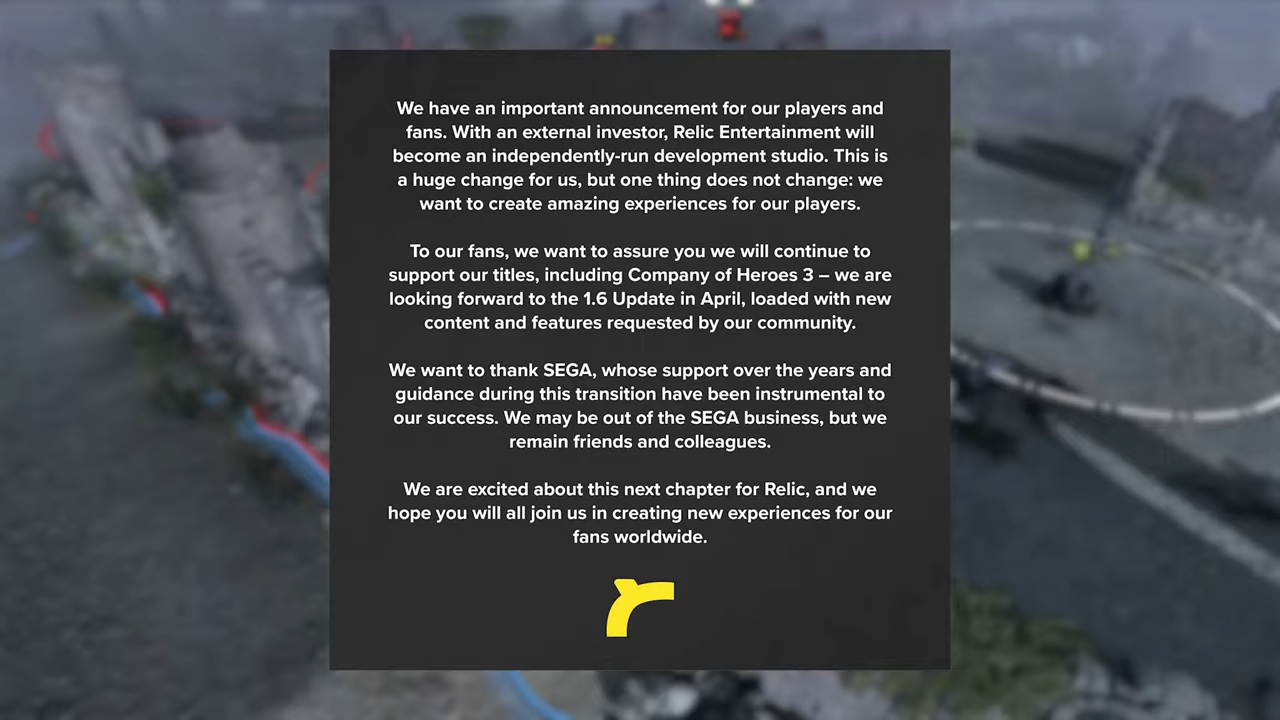 We have an important announcement for our players and
fans. With an external investor, Relic Entertainment will
become an independently-run development studio. This is
a huge change for us, but one thing does not change: we
want to create amazing experiences for our players.
To our fans, we want to assure you we will continue to
support our titles, including Company of Heroes 3 – we are
looking forward to the 1.6 Update in April, loaded with new
content and features requested by our community.
We want to thank SEGA, whose support over the years and
guidance during this transition have been instrumental to
our success. We may be out of the SEGA business, but we
remain friends and colleagues.
We are excited about this next chapter for Relic, and we
hope you will all join us in creating new experiences for our
fans worldwide.